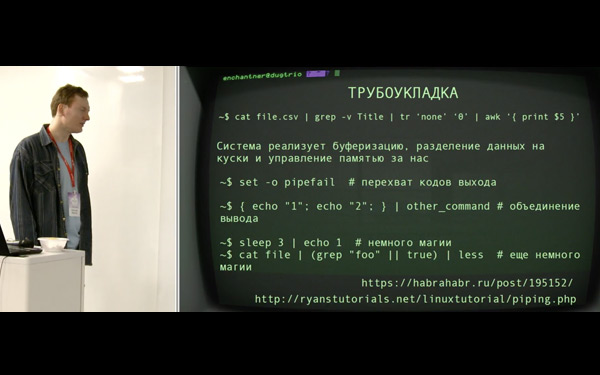 enchantner@dugtrio
ТРУБОУКЛАДКА
~$ cat file.csv | grep -v Title | tr 'none' '0' | awk '{ print $5 }'
Система реализует буферизацию, разделение данных на
куски и управление памятью за нас
~$ set -o pipefail # перехват кодов выхода
~$ { echo "1"; echo "2"; } | other_command # объединение
вывода
~$ sleep 3 | echo 1 # немного магии
~$ cat file | (grep "foo" || true) | less # еще немного
магии
https://habrahabr.ru/post/195152/
http://ryanstutorials.net/linuxtutorial/piping.php